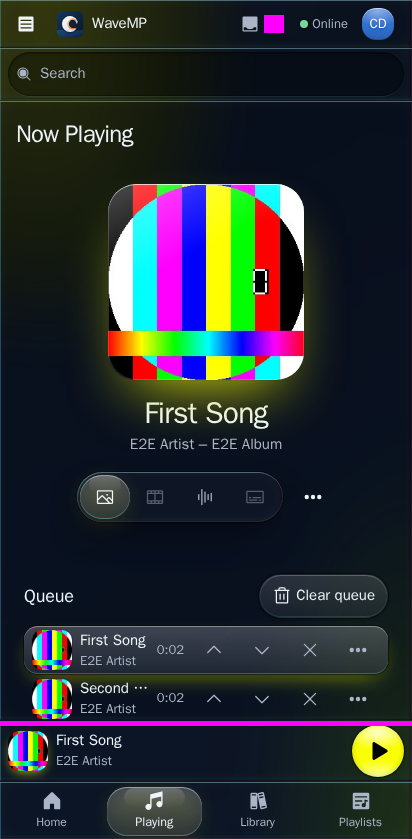 WaveMP
Online
CD
Search
Now Playing
First Song
E2E Artist – E2E Album
Queue
Clear queue
First Song
E2E Artist
0:02
Second ···
E2E Artist
0:02
First Song
E2E Artist
Home
Playing
Library
Playlists